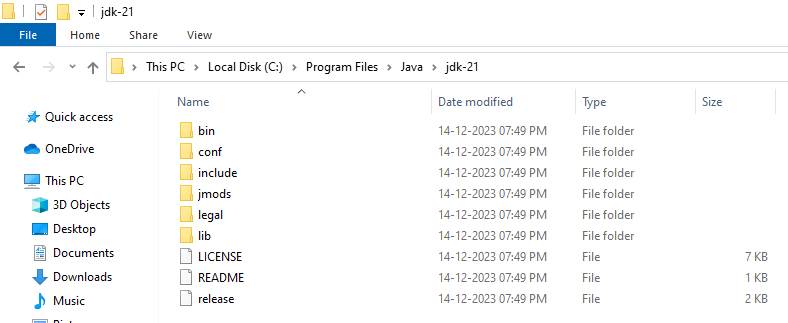 jdk-21
File Home Share View
This PC Local Disk (C:) Program Files Java jdk-21
Name Date modified Type Size
Quick access
OneDrive
This PC
3D Objects
Desktop
Documents
Downloads
Music
bin 14-12-2023 07:49 PM File folder
conf 14-12-2023 07:49 PM File folder
include 14-12-2023 07:49 PM File folder
jmods 14-12-2023 07:49 PM File folder
legal 14-12-2023 07:49 PM File folder
lib 14-12-2023 07:49 PM File folder
LICENSE 14-12-2023 07:49 PM File 7 KB
README 14-12-2023 07:49 PM File 1 KB
release 14-12-2023 07:49 PM File 2 KB